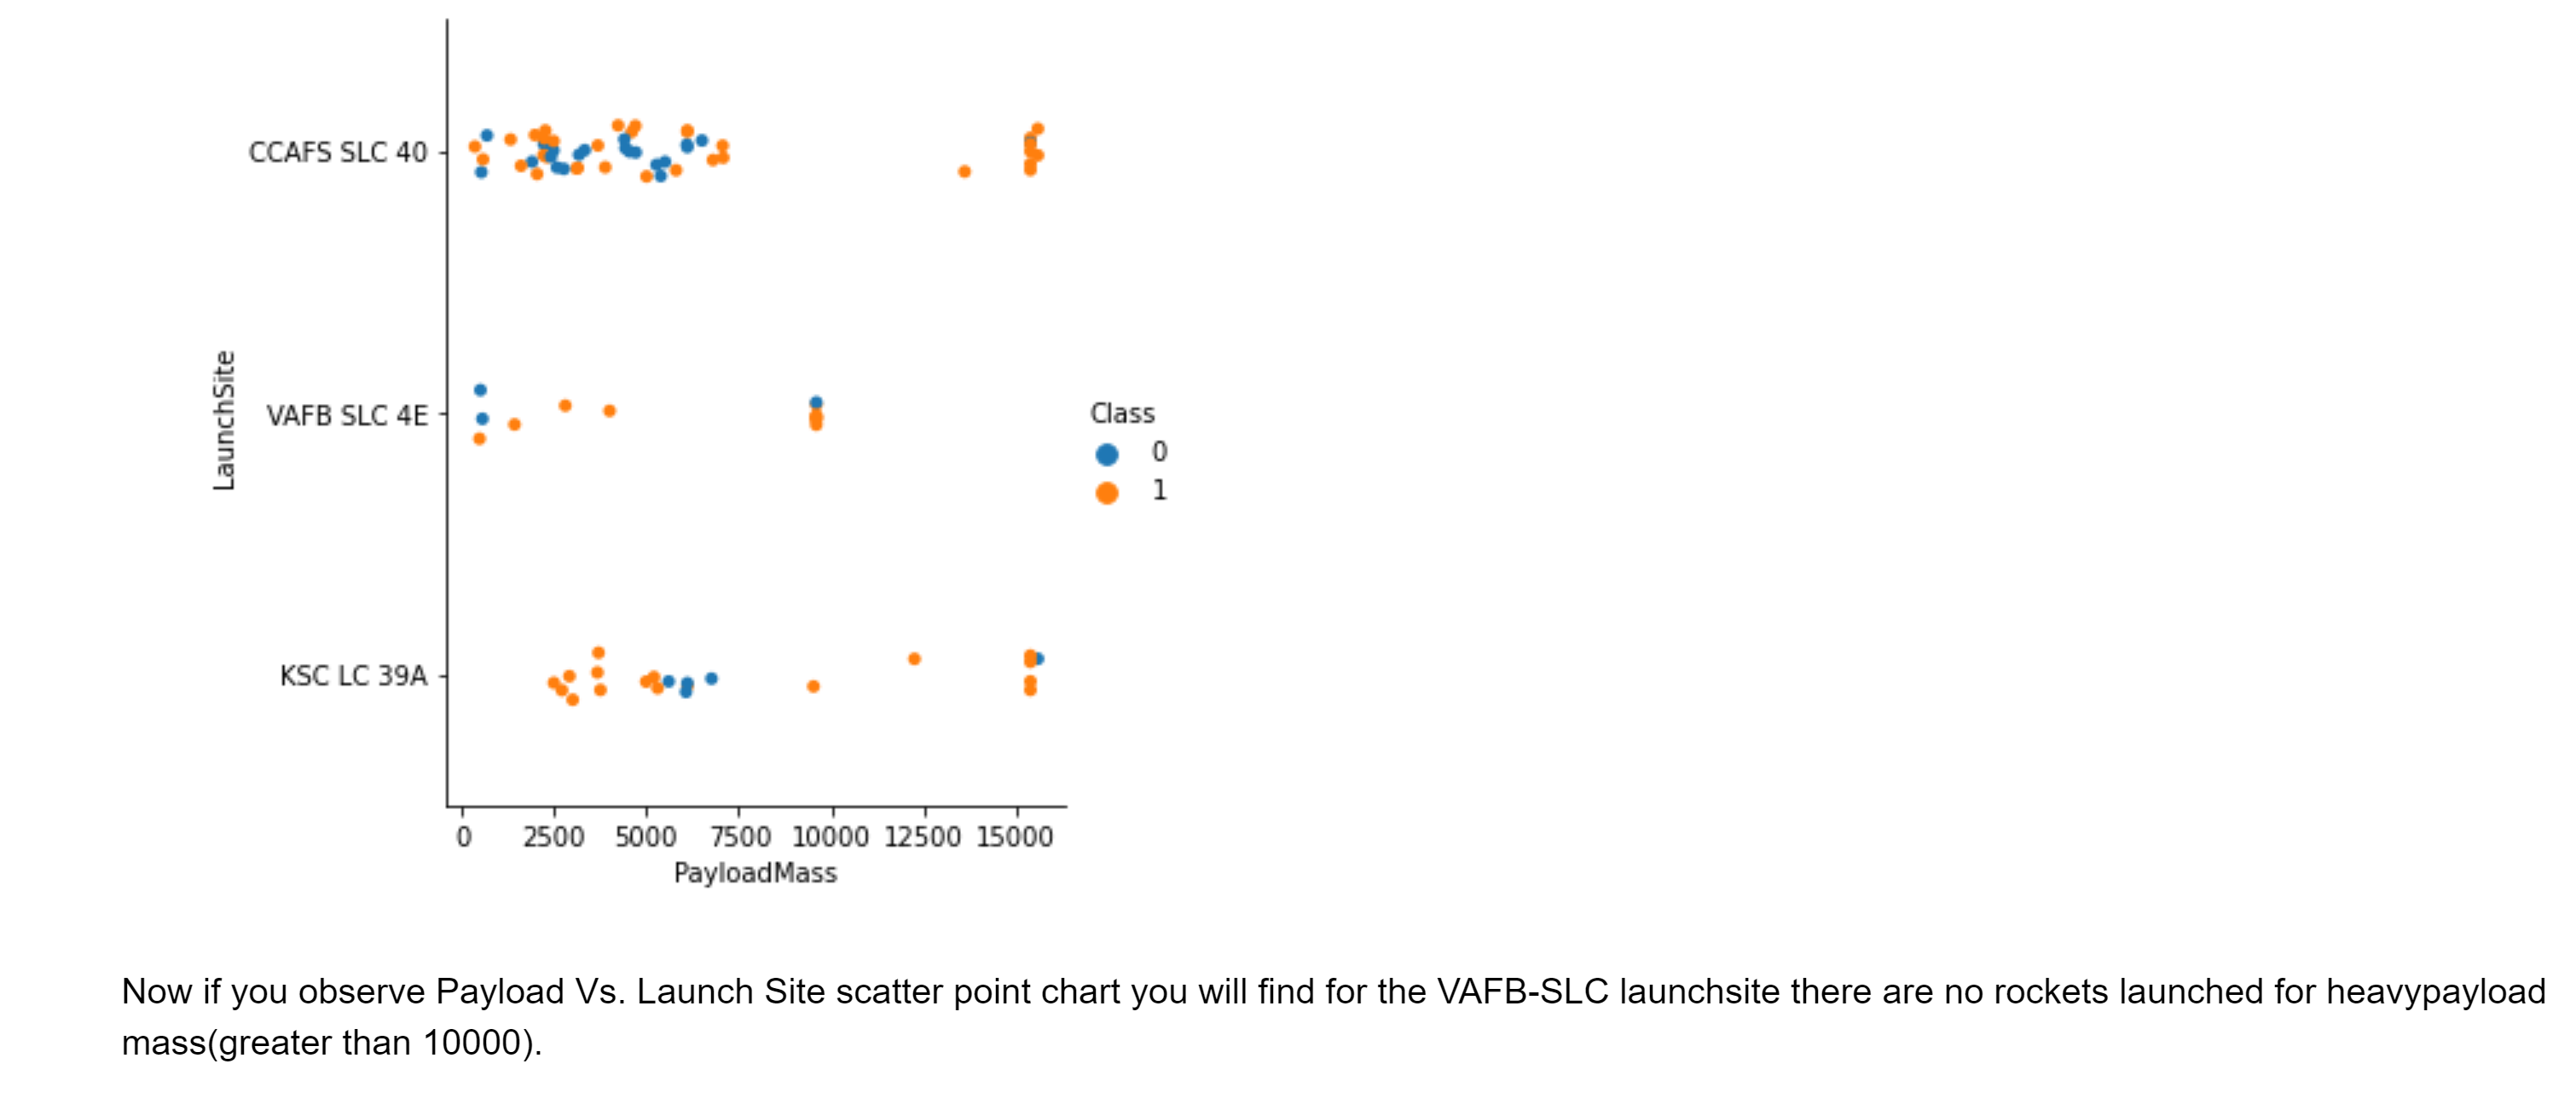 CCAFS SLC 40
VAFB SLC 4E
KSC LC 39A
LaunchSite
Class
0
1
0 2500 5000 7500 10000 12500 15000
PayloadMass
Now if you observe Payload Vs. Launch Site scatter point chart you will find for the VAFB-SLC launchsite there are no rockets launched for heavypayload
mass(greater than 10000).